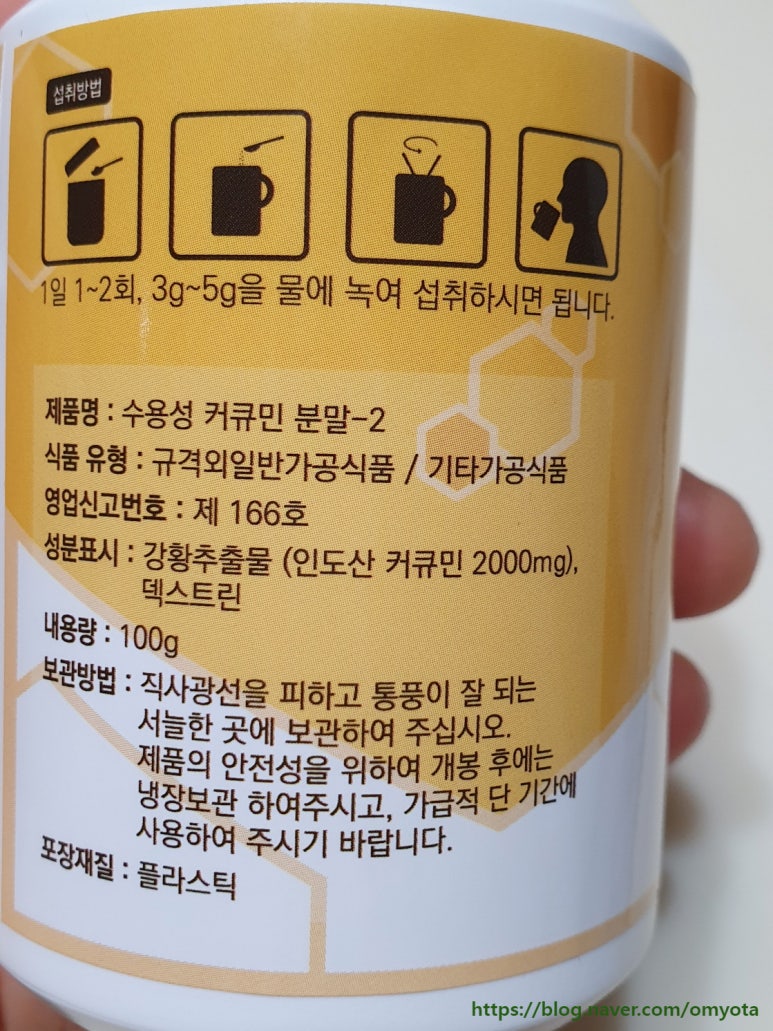 섭취방법
1일 1~2회, 3g~5g을 물에 녹여 섭취하시면 됩니다.
제품명 : 수용성 커큐민 분말-2
식품 유형 : 규격외일반가공식품 / 기타가공식품
영업신고번호 : 제 166호
성분표시 : 강황추출물 (인도산 커큐민 2000mg),
덱스트린
내용량 : 100g
보관방법 : 직사광선을 피하고 통풍이 잘 되는
서늘한 곳에 보관하여 주십시오.
제품의 안전성을 위하여 개봉 후에는
냉장보관 하여주시고, 가급적 단 기간에
사용하여 주시기 바랍니다.
포장재질 : 플라스틱
https://blog.naver.com/omyota